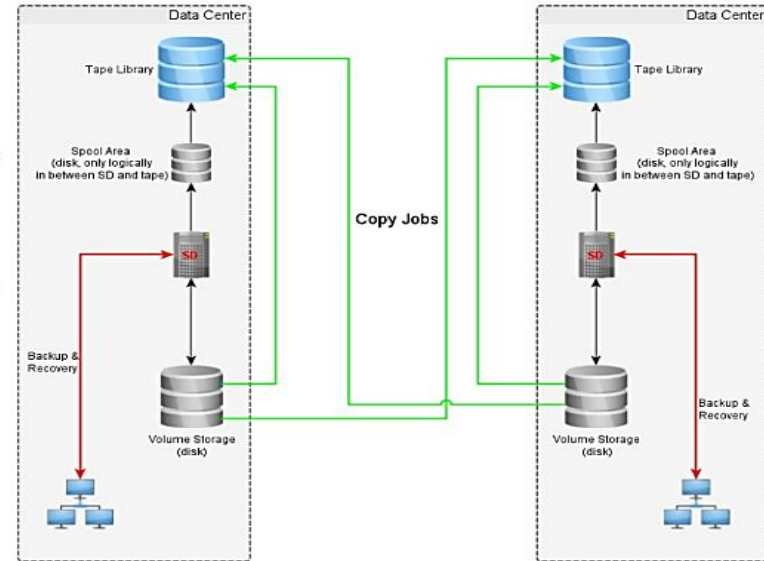 Data Center
Tape Library
Spool Area
(disk, only logically
in between SD and tape)
SD
Backup &
Recovery
Volume Storage
(disk)
Copy Jobs
Data Center
Tape Library
Spool Area
(disk, only logically
in between SD and tape)
SD
Backup &
Recovery
Volume Storage
(disk)